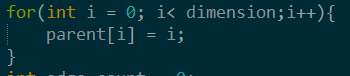 for(int i = 0; i< dimension;i++){
    parent[i] = i;
}